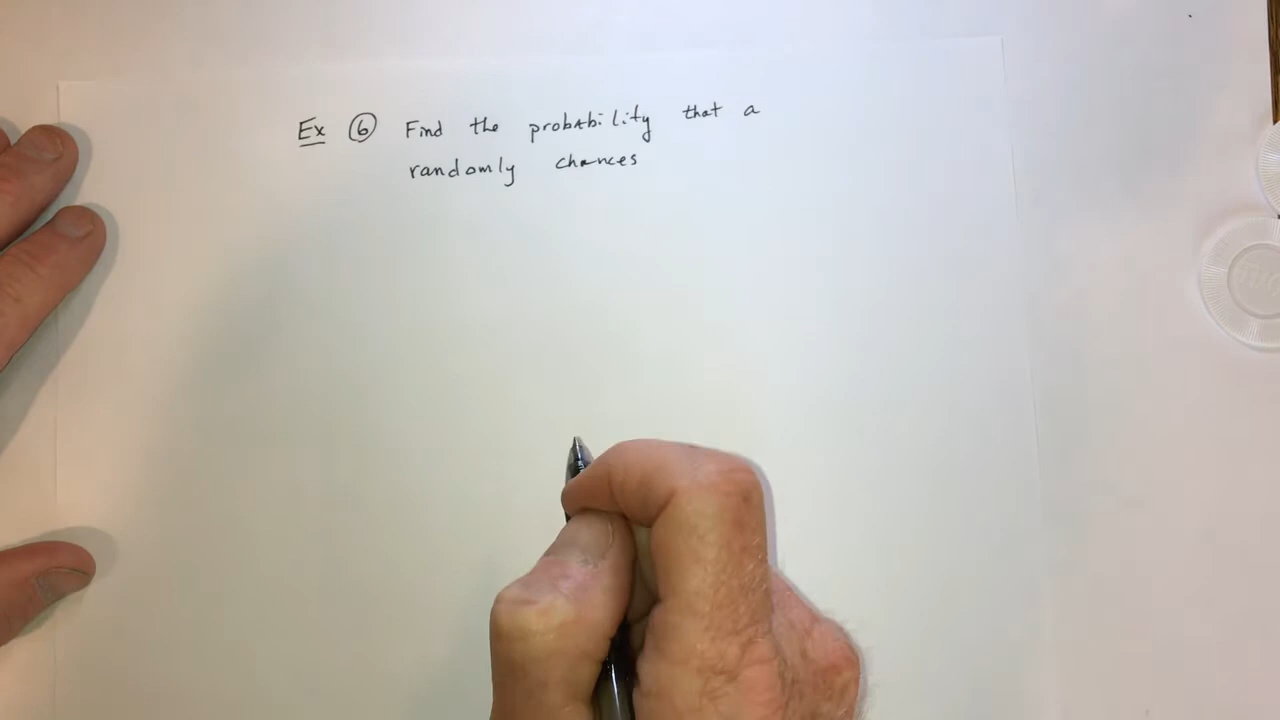 Ex ⑥ Find the probability that a
randomly chances